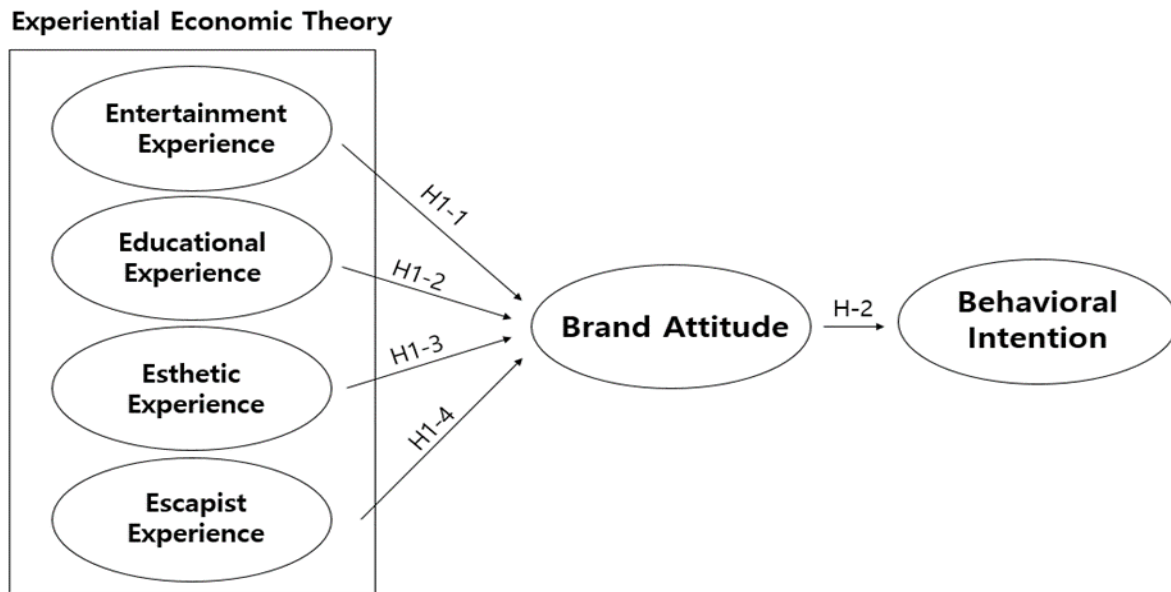 Experiential Economic Theory
Entertainment
Experience
Educational
Experience
Esthetic
Experience
Escapist
Experience
H1-1
H1-2
H1-3
H1-4
Brand Attitude
H-2
Behavioral
Intention